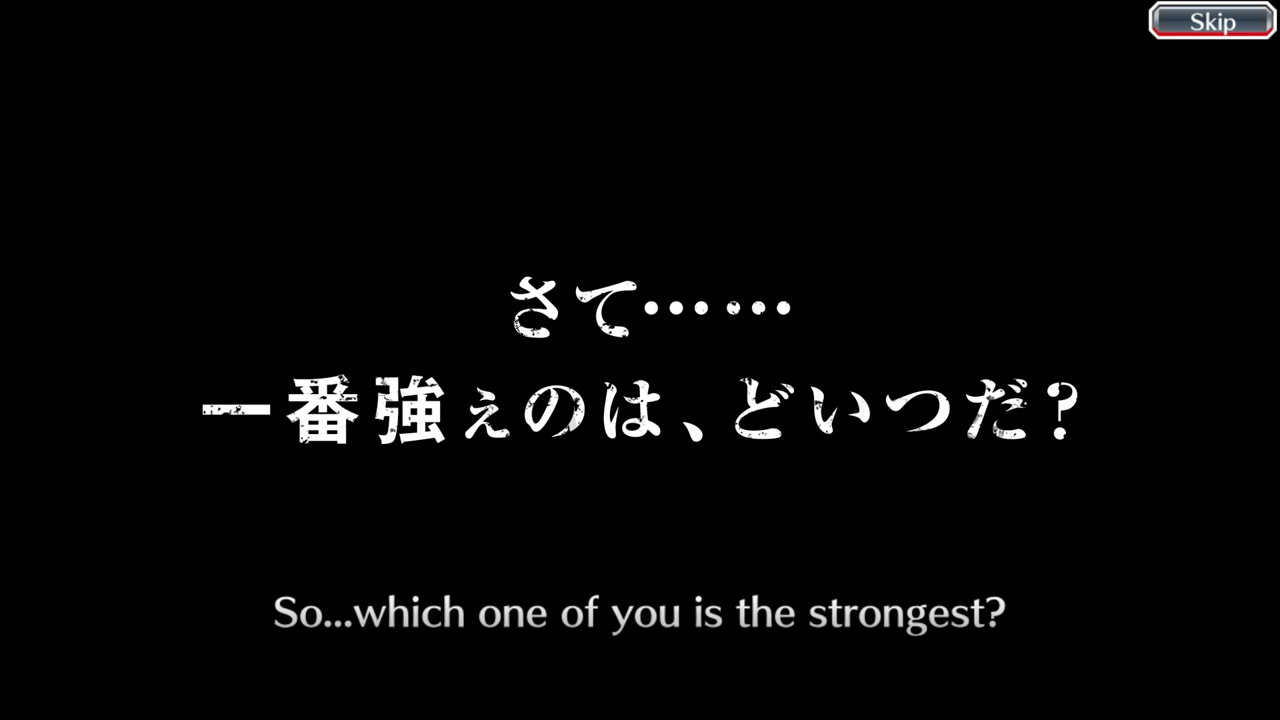 Skip
さて……
一番強ぇのは、どいつだ?
So...which one of you is the strongest?